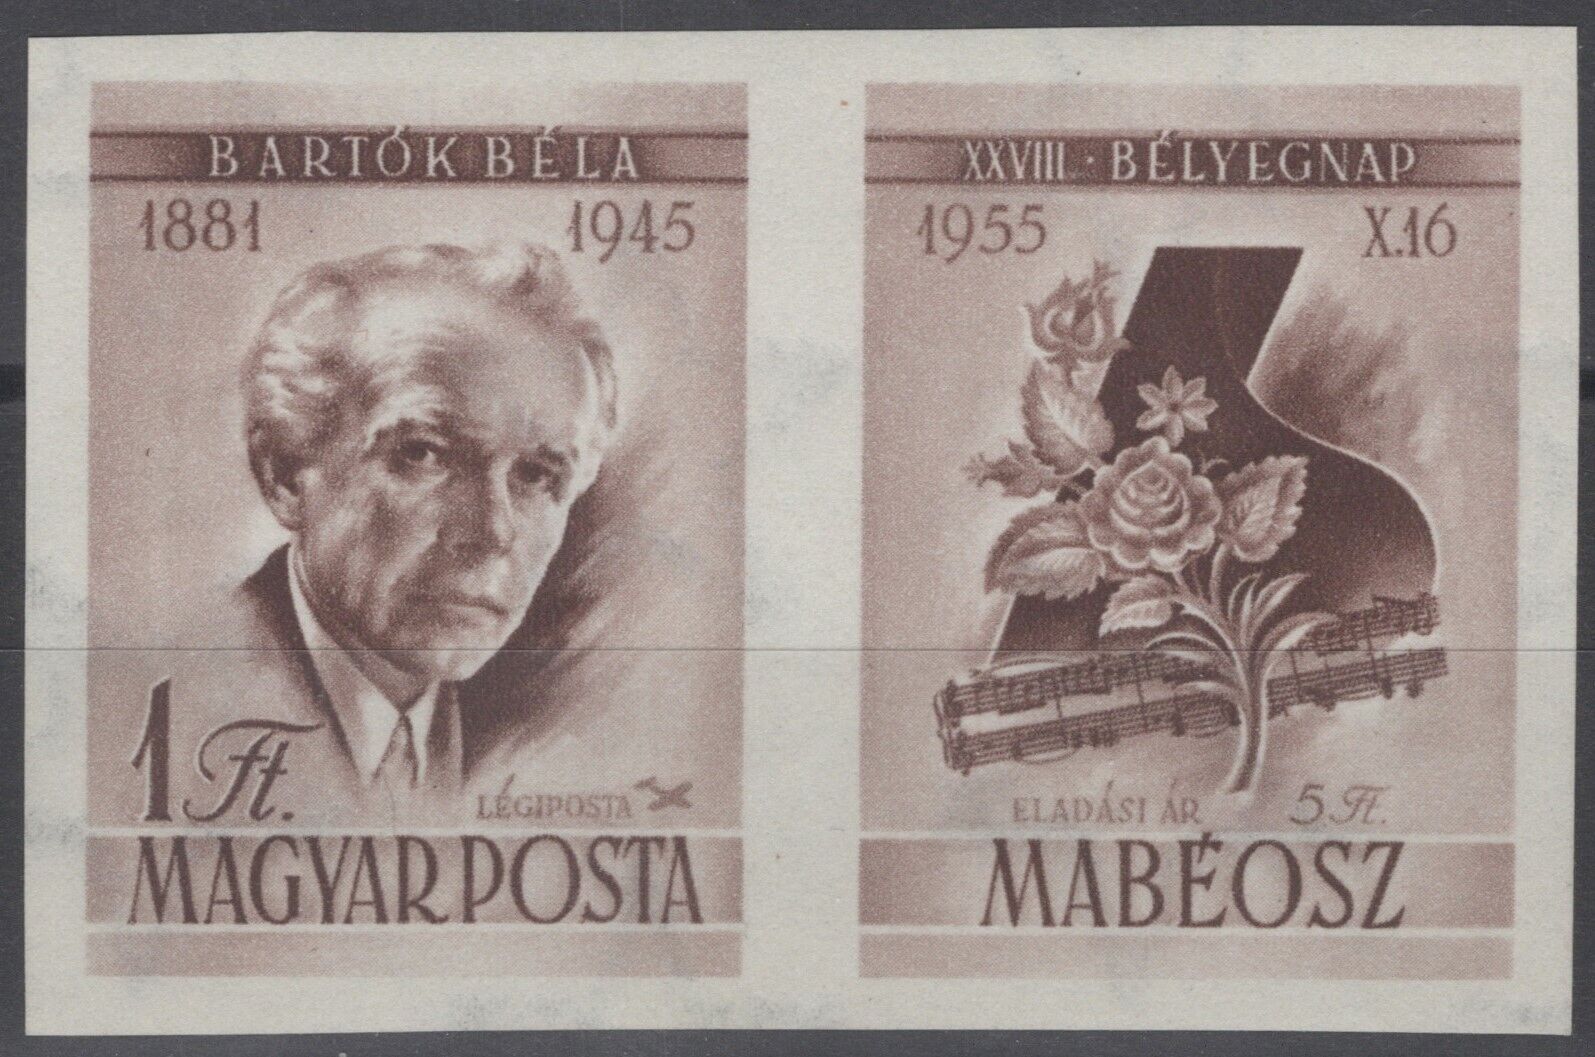 BARTÓK BÉLA
1881 1945
1 Ft.
LÉGIPOSTA
MAGYAR POSTA
XXVIII. BÉLYEGNAP
1955 X.16
ELADÁSI ÁR 5 Ft.
MABÉOSZ